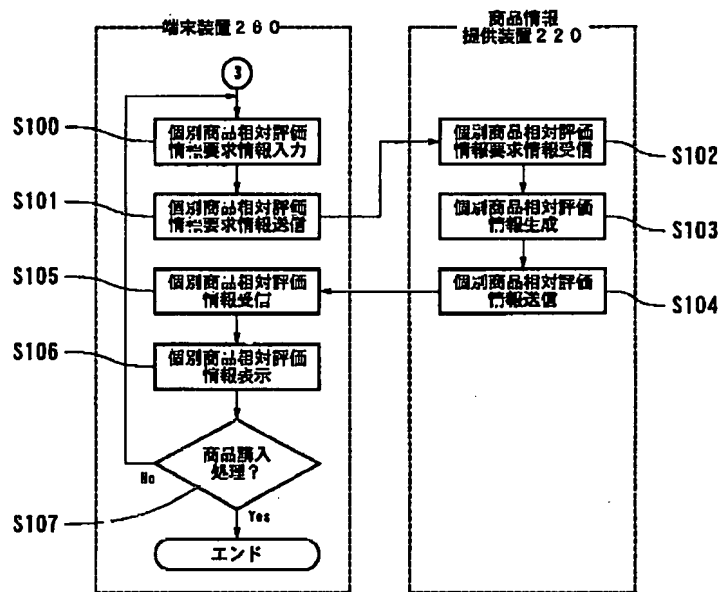 端末装置２６０
商品情報
提供装置２２０
3
S100
個別商品相対評価
情報要求情報入力
個別商品相対評価
情報要求情報受信
S102
S101
個別商品相対評価
情報要求情報送信
個別商品相対評価
情報生成
S103
S105
個別商品相対評価
情報受信
個別商品相対評価
情報送信
S104
S106
個別商品相対評価
情報表示
商品購入
処理？
No
Yes
S107
エンド